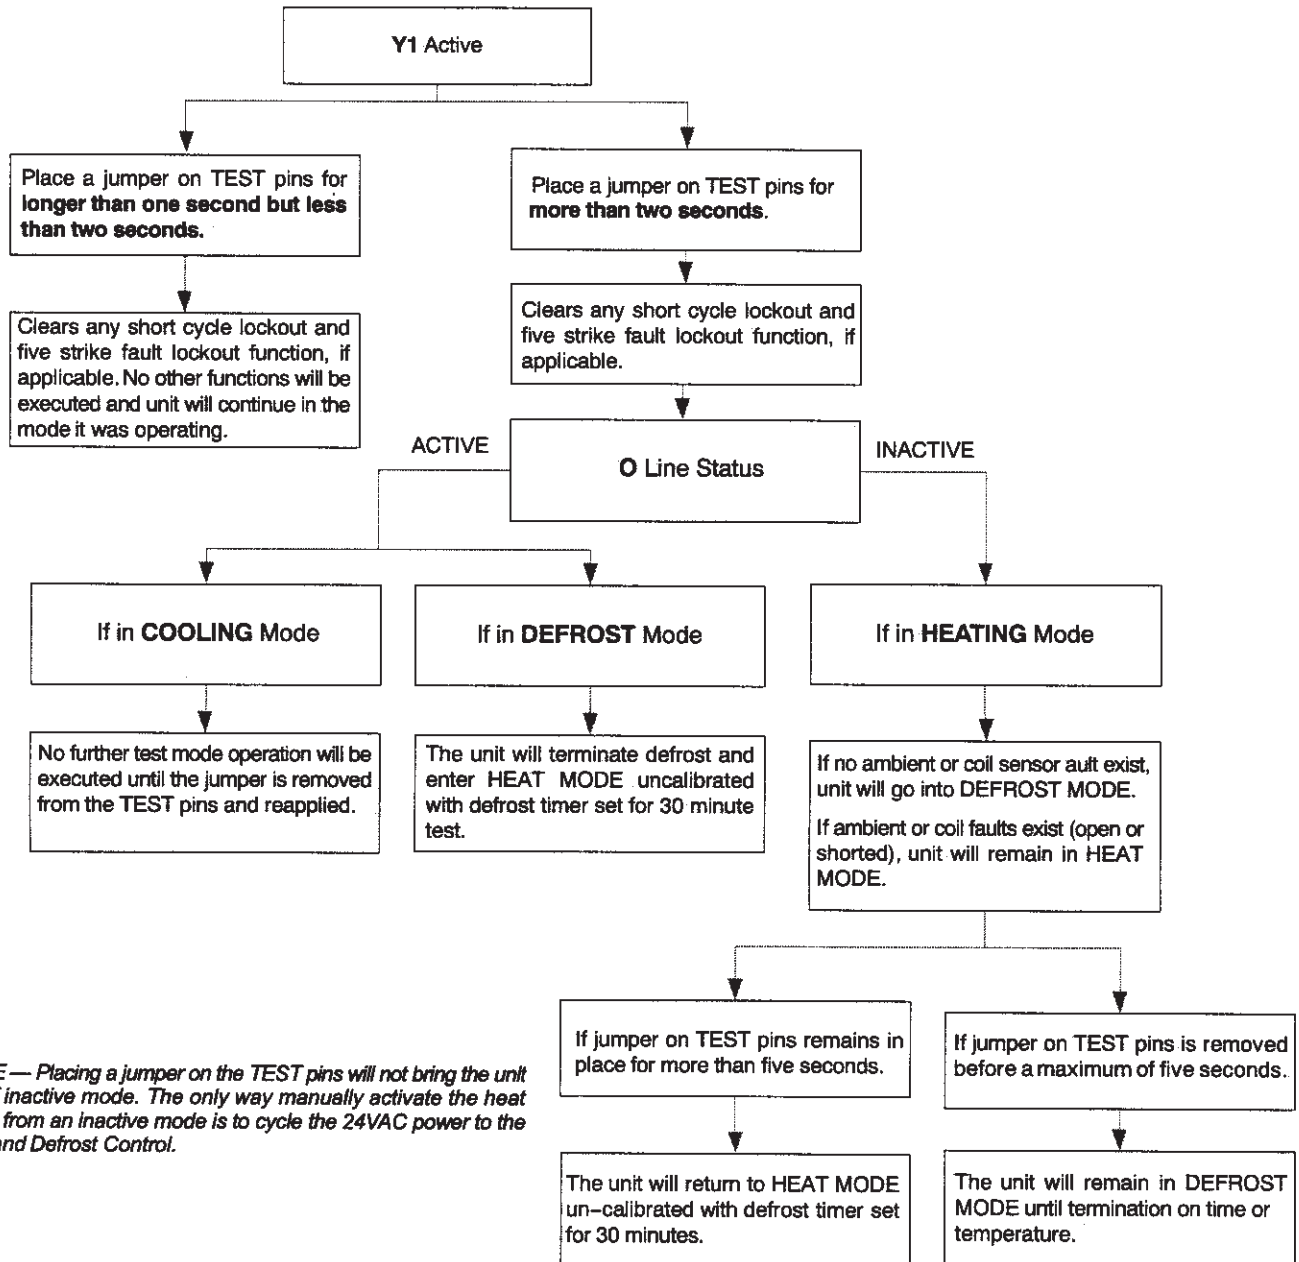 Y1 Active
Place a jumper on TEST pins for
longer than one second but less
than two seconds.
Place a jumper on TEST pins for
more than two seconds.
Clears any short cycle lockout and
five strike fault lockout function, if
applicable. No other functions will be
executed and unit will continue in the
mode it was operating.
Clears any short cycle lockout and
five strike fault lockout function, if
applicable.
ACTIVE
O Line Status
INACTIVE
If in COOLING Mode
If in DEFROST Mode
If in HEATING Mode
No further test mode operation will be
executed until the jumper is removed
from the TEST pins and reapplied.
The unit will terminate defrost and
enter HEAT MODE uncalibrated
with defrost timer set for 30 minute
test.
If no ambient or coil sensor ault exist,
unit will go into DEFROST MODE.
If ambient or coil faults exist (open or
shorted), unit will remain in HEAT
MODE.
E — Placing a jumper on the TEST pins will not bring the unit
inactive mode. The only way manually activate the heat
from an inactive mode is to cycle the 24VAC power to the
and Defrost Control.
If jumper on TEST pins remains in
place for more than five seconds.
If jumper on TEST pins is removed
before a maximum of five seconds.
The unit will return to HEAT MODE
un-calibrated with defrost timer set
for 30 minutes.
The unit will remain in DEFROST
MODE until termination on time or
temperature.